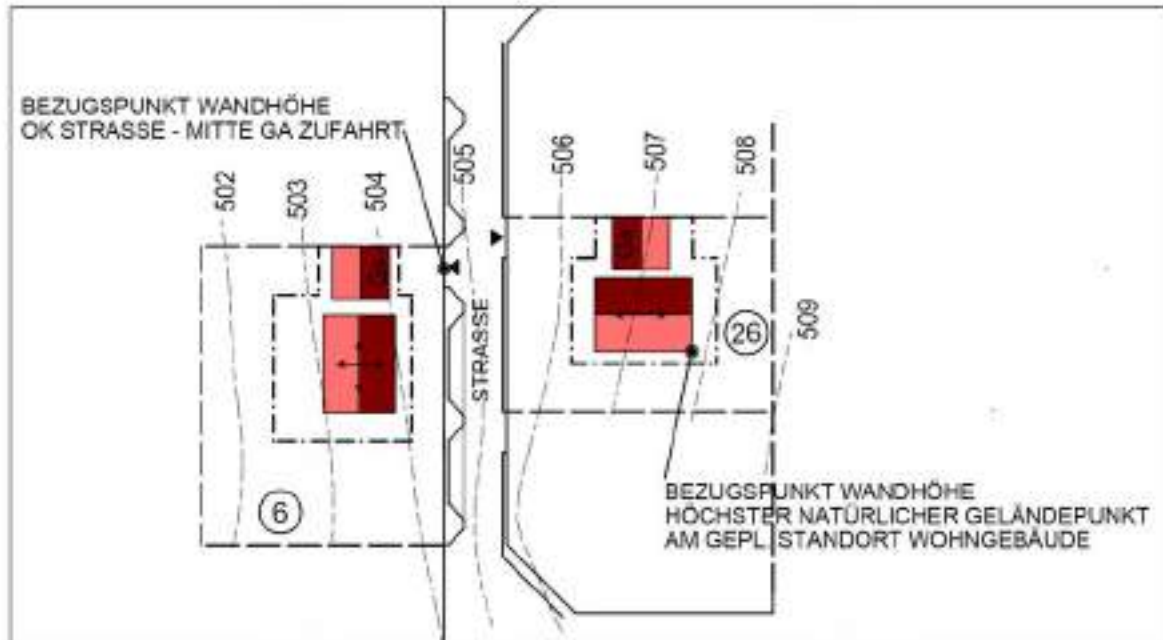 BEZUGSPUNKT WANDHÖHE
OK STRASSE - MITTE GA ZUFAHRT
502
503
504
505
506
507
508
509
STRASSE
26
6
BEZUGSPUNKT WANDHÖHE
HÖCHSTER NATÜRLICHER GELÄNDEPUNKT
AM GEPL. STANDORT WOHNGEBÄUDE